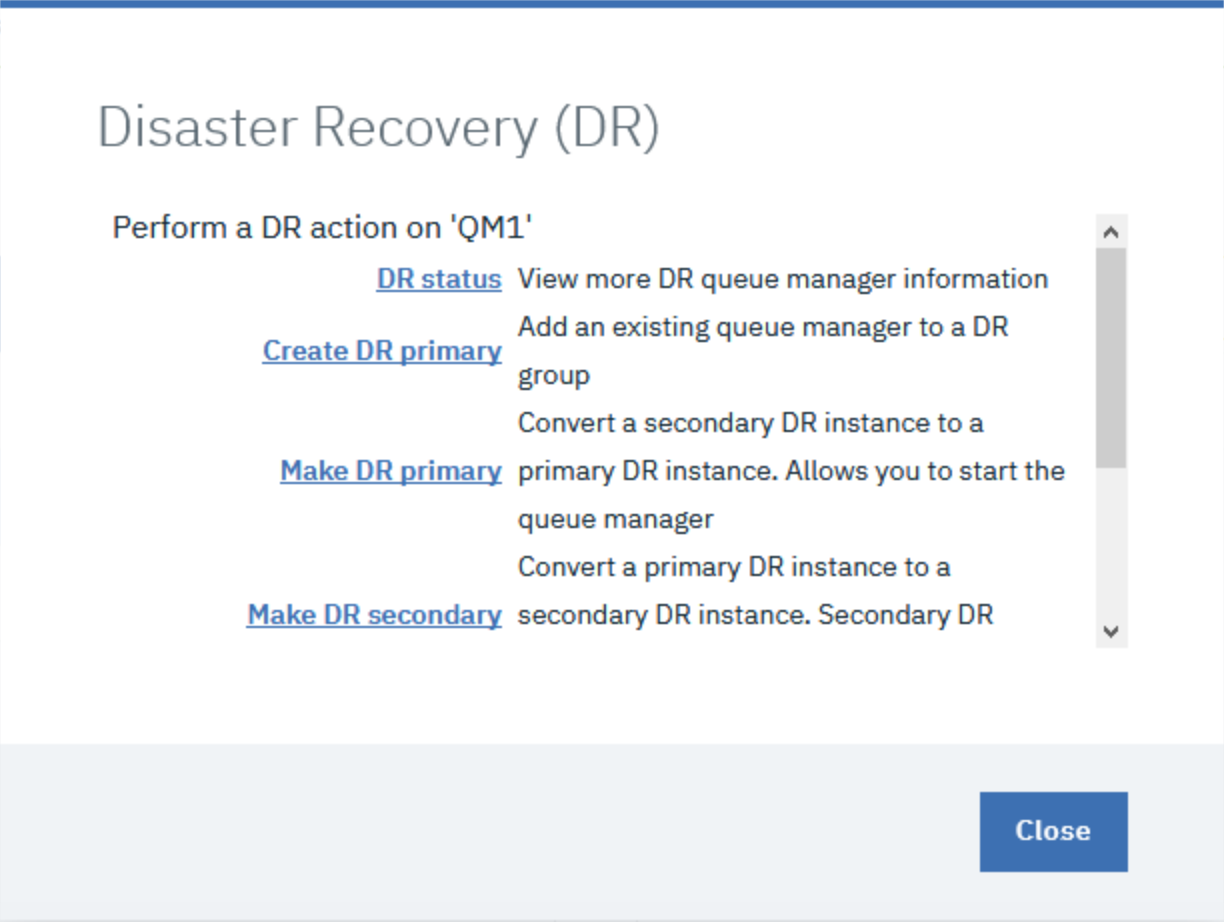 Disaster Recovery (DR)
Perform a DR action on 'QM1'
DR status View more DR queue manager information
Create DR primary Add an existing queue manager to a DR
group
Make DR primary Convert a secondary DR instance to a
primary DR instance. Allows you to start the
queue manager
Make DR secondary Convert a primary DR instance to a
secondary DR instance. Secondary DR
Close